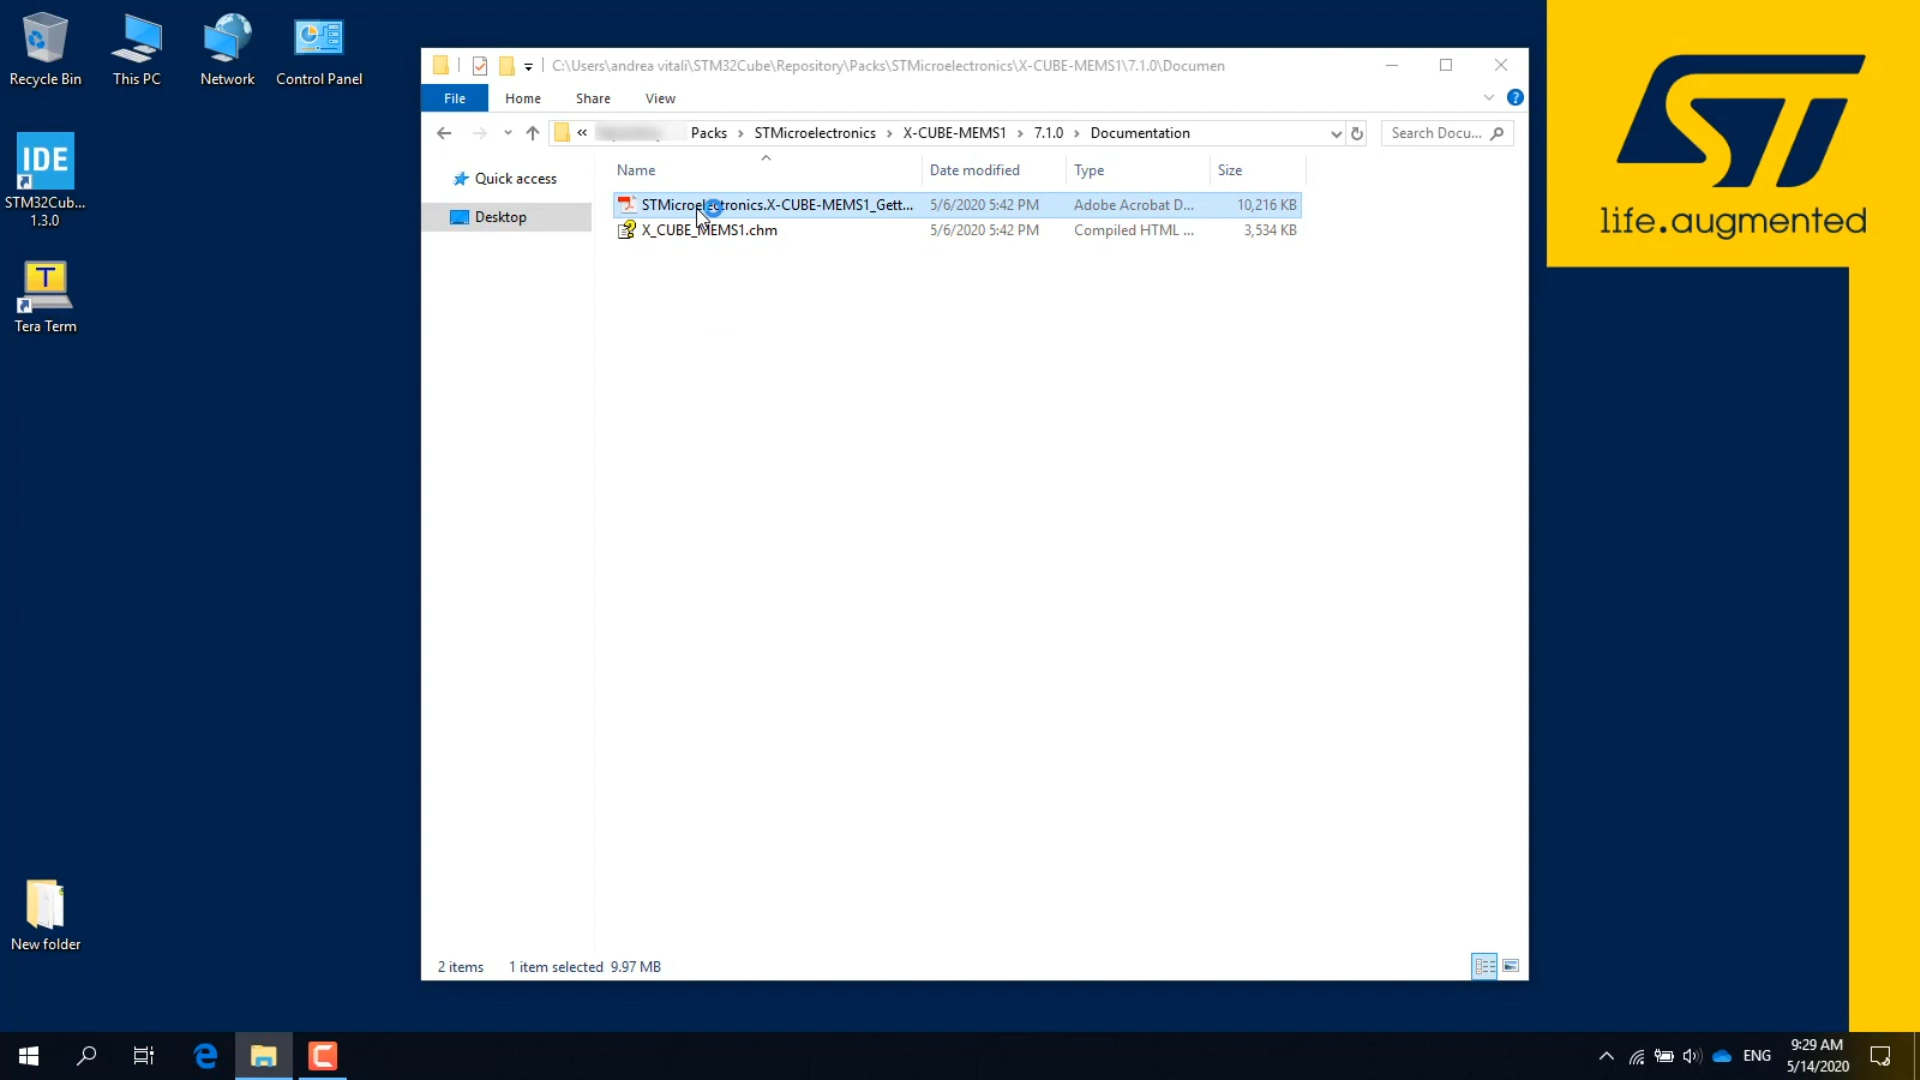 Recycle Bin
This PC
Network
Control Panel
IDE
STM32Cub...
1.3.0
T
Tera Term
New folder
C:\Users\andrea vitali\STM32Cube\Repository\Packs\STMicroelectronics\X-CUBE-MEMS1\7.1.0\Documen
File Home Share View
« Packs > STMicroelectronics > X-CUBE-MEMS1 > 7.1.0 > Documentation
Search Docu...
Quick access
Desktop
Name Date modified Type Size
STMicroelectronics.X-CUBE-MEMS1_Gett... 5/6/2020 5:42 PM Adobe Acrobat D... 10,216 KB
X_CUBE_MEMS1.chm 5/6/2020 5:42 PM Compiled HTML ... 3,534 KB
2 items 1 item selected 9.97 MB
ST
life.augmented
ENG
9:29 AM
5/14/2020